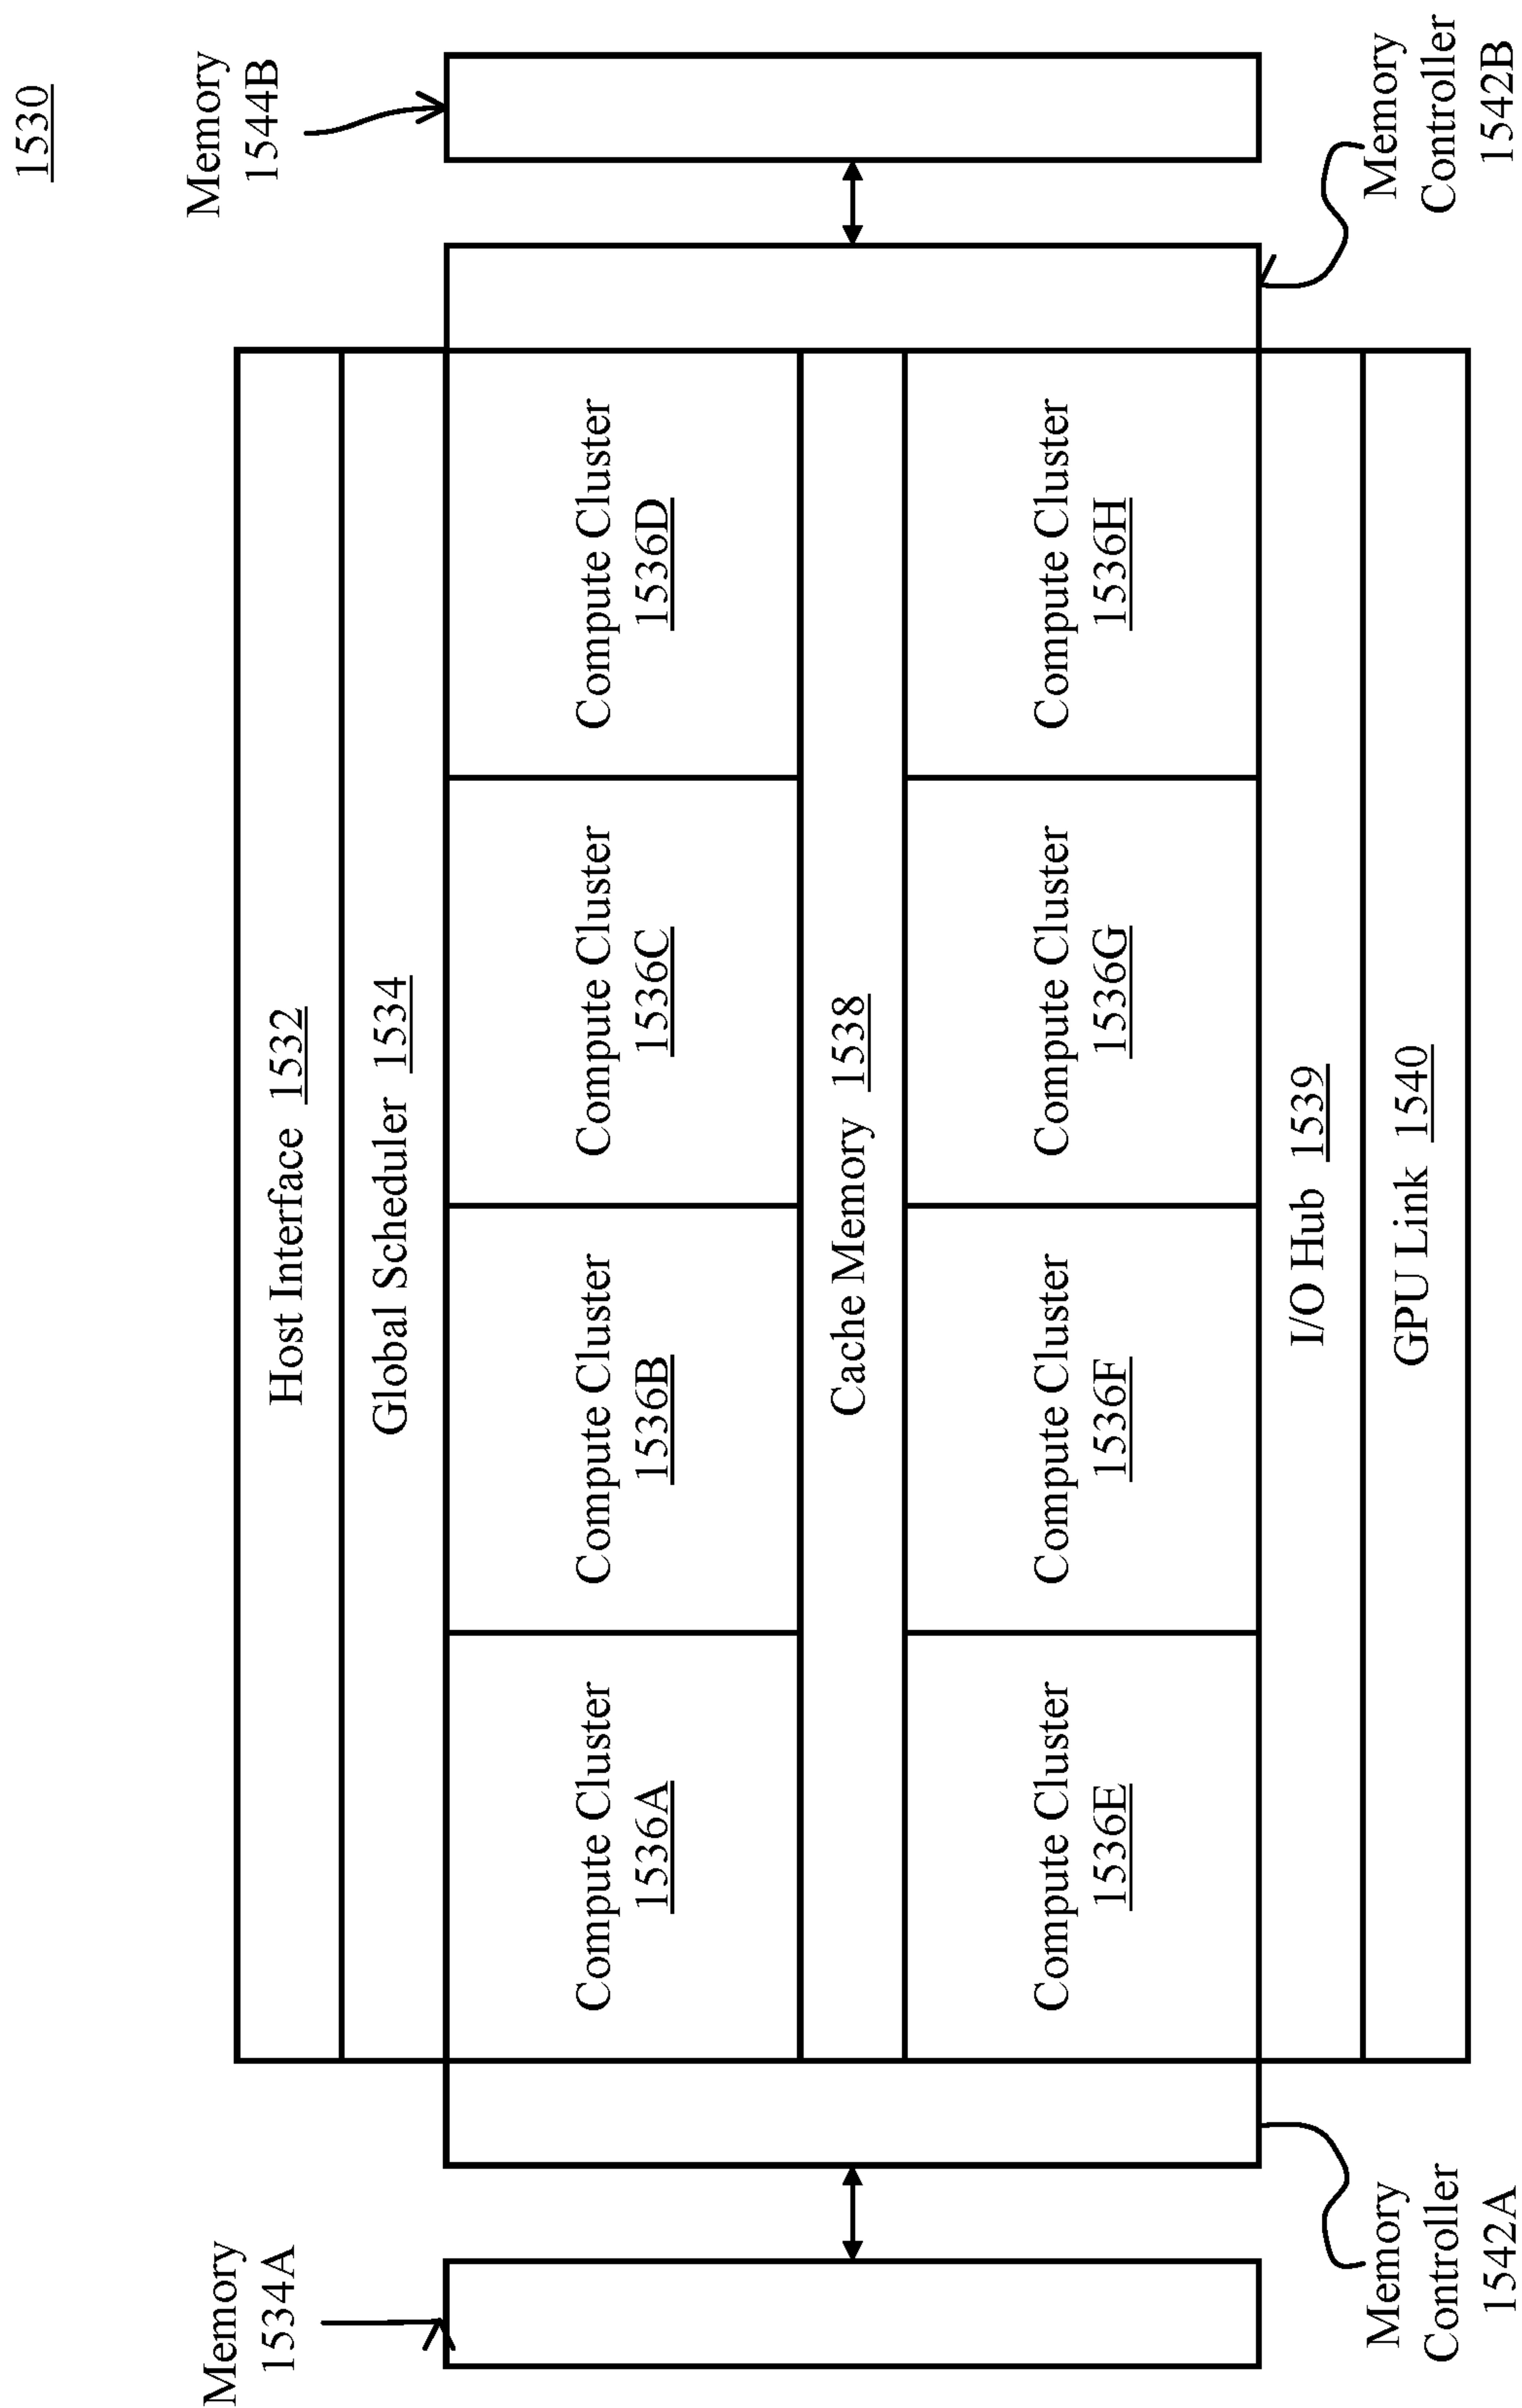 1530
Memory
1544B
Memory
1534A
Host Interface 1532
Global Scheduler 1534
Compute Cluster
1536A
Compute Cluster
1536B
Compute Cluster
1536C
Compute Cluster
1536D
Cache Memory 1538
Compute Cluster
1536E
Compute Cluster
1536F
Compute Cluster
1536G
Compute Cluster
1536H
I/O Hub 1539
GPU Link 1540
Memory
Controller
1542A
Memory
Controller
1542B